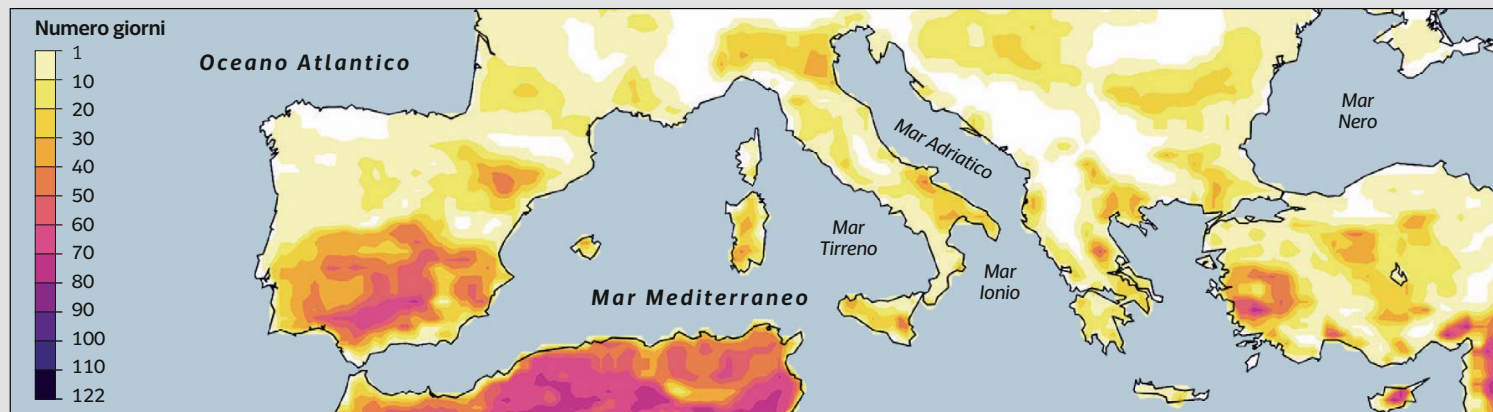 Numero giorni
1
10
20
30
40
50
60
70
80
90
100
110
122
Oceano Atlantico
Mar Adriatico
Mar
Nero
Mar
Tirreno
Mar
Ionio
Mar Mediterraneo